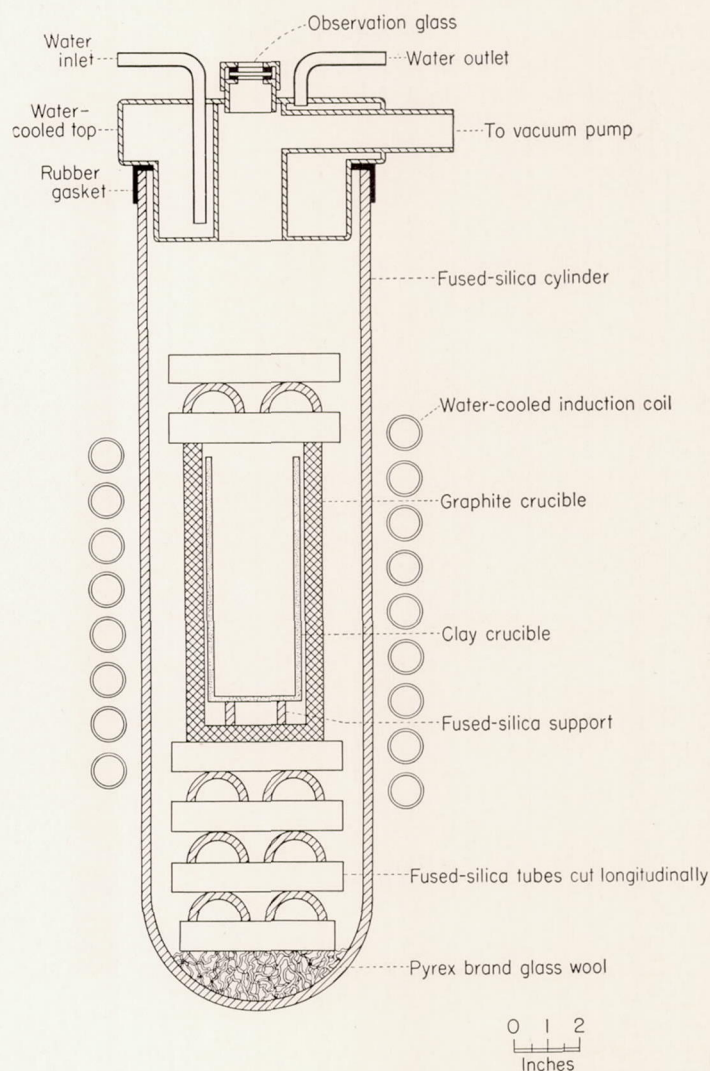 Observation glass
Water
inlet
Water outlet
Water-
cooled top
To vacuum pump
Rubber
gasket
Fused-silica cylinder
Water-cooled induction coil
Graphite crucible
Clay crucible
Fused-silica support
Fused-silica tubes cut longitudinally
Pyrex brand glass wool
0 1 2
Inches